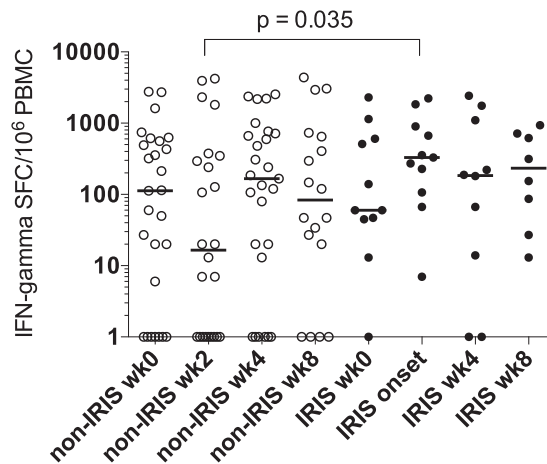 p = 0.035
IFN-gamma SFC/10⁶ PBMC
10000
1000
100
10
1
non-IRIS wk0
non-IRIS wk2
non-IRIS wk4
non-IRIS wk8
IRIS wk0
IRIS onset
IRIS wk4
IRIS wk8